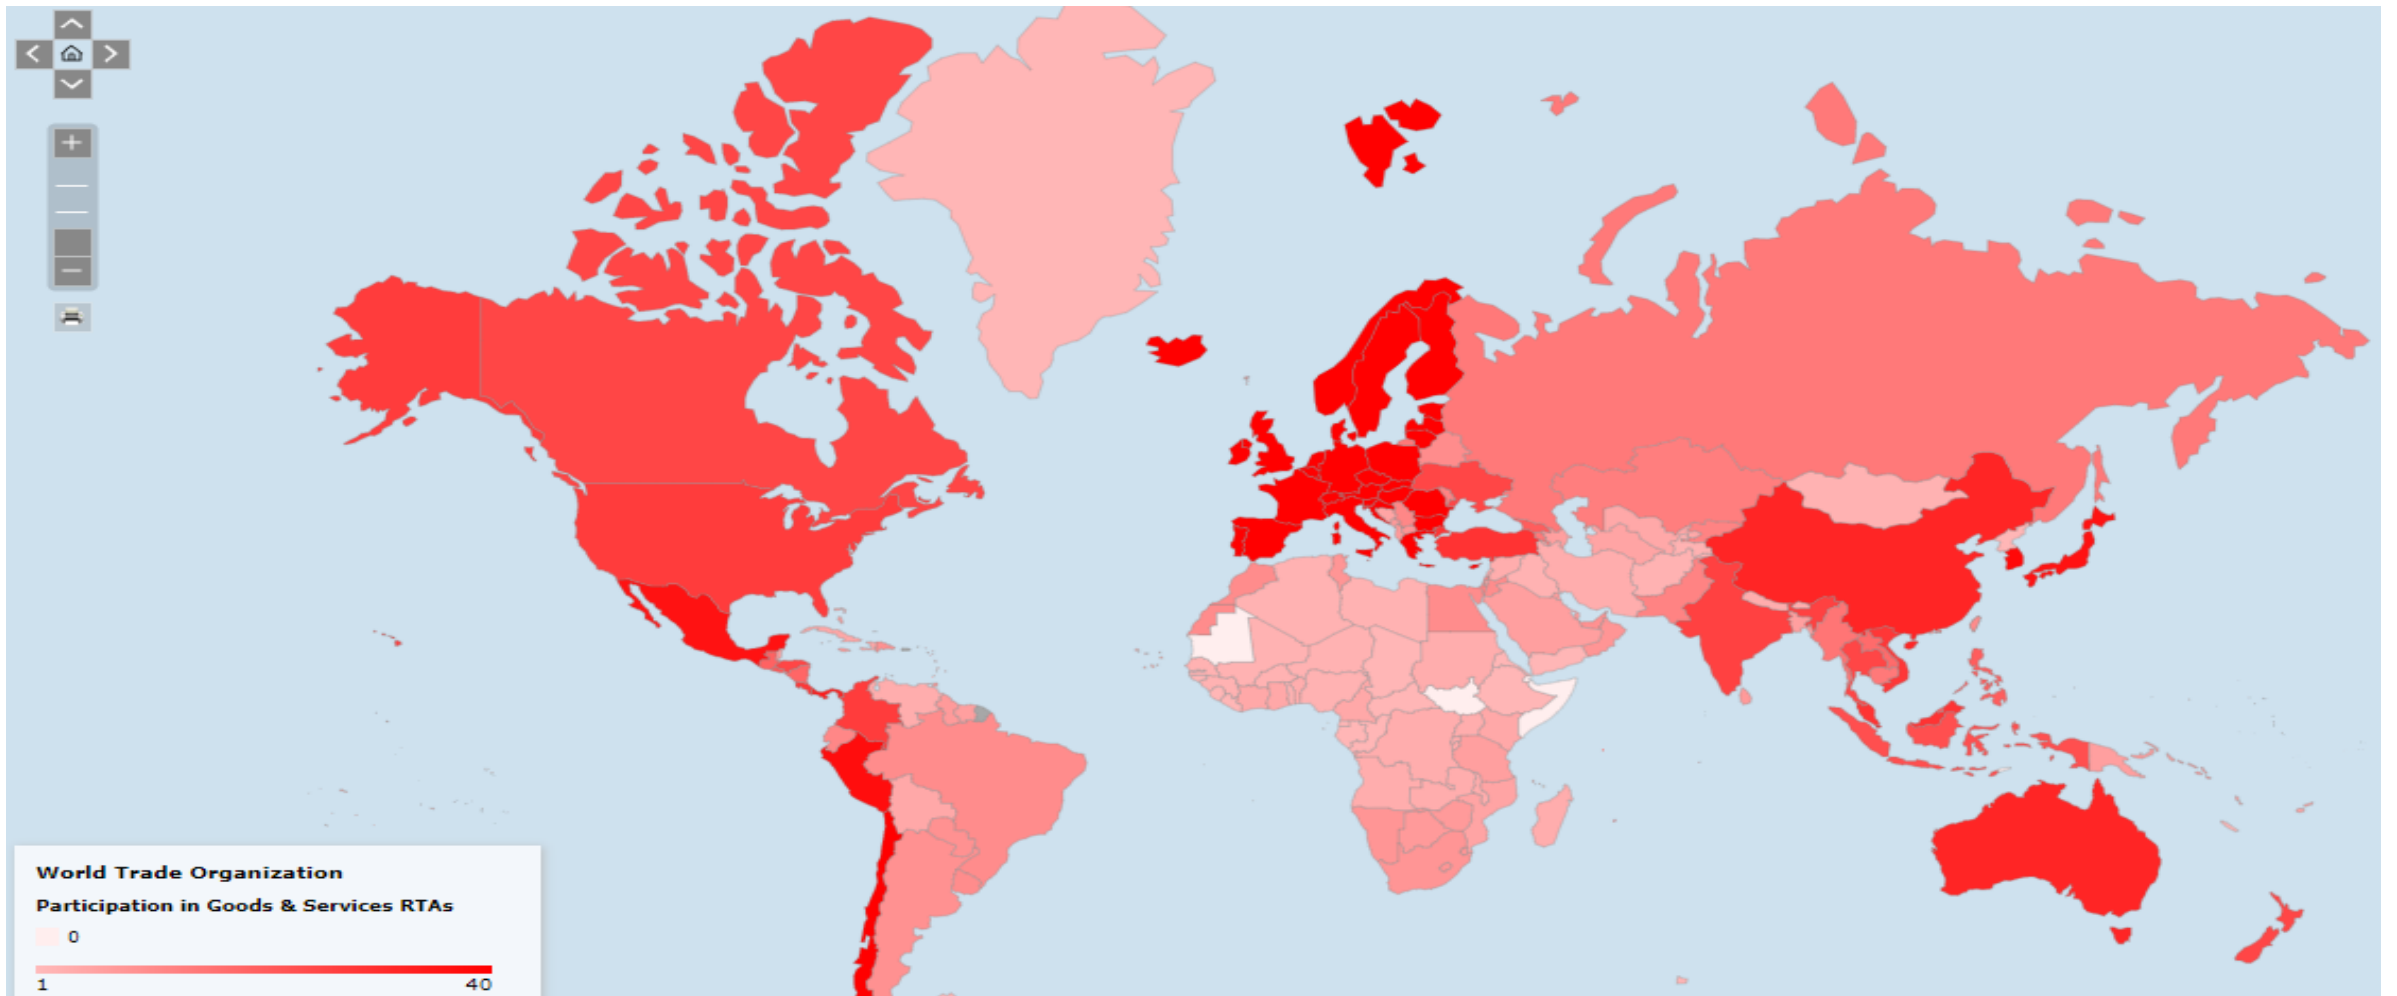 World Trade Organization
Participation in Goods & Services RTAs
0
1 40